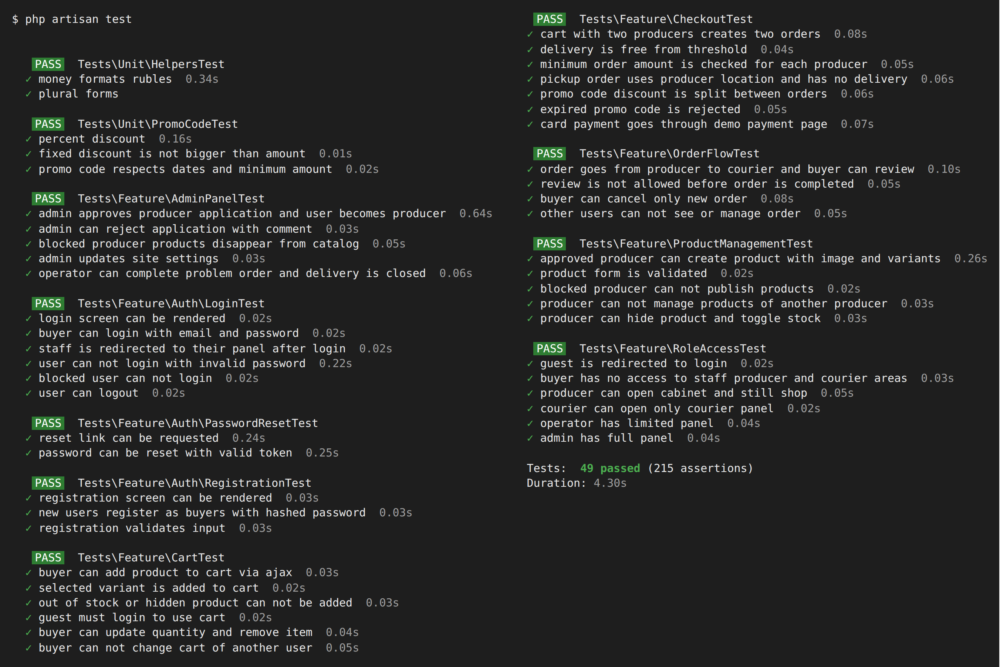 $ php artisan test
PASS Tests\Unit\HelpersTest
✓ money formats rubles 0.34s
✓ plural forms
PASS Tests\Unit\PromoCodeTest
✓ percent discount 0.16s
✓ fixed discount is not bigger than amount 0.01s
✓ promo code respects dates and minimum amount 0.02s
PASS Tests\Feature\AdminPanelTest
✓ admin approves producer application and user becomes producer 0.64s
✓ admin can reject application with comment 0.03s
✓ blocked producer products disappear from catalog 0.05s
✓ admin updates site settings 0.03s
✓ operator can complete problem order and delivery is closed 0.06s
PASS Tests\Feature\Auth\LoginTest
✓ login screen can be rendered 0.02s
✓ buyer can login with email and password 0.02s
✓ staff is redirected to their panel after login 0.02s
✓ user can not login with invalid password 0.22s
✓ blocked user can not login 0.02s
✓ user can logout 0.02s
PASS Tests\Feature\Auth\PasswordResetTest
✓ reset link can be requested 0.24s
✓ password can be reset with valid token 0.25s
PASS Tests\Feature\Auth\RegistrationTest
✓ registration screen can be rendered 0.03s
✓ new users register as buyers with hashed password 0.03s
✓ registration validates input 0.03s
PASS Tests\Feature\CartTest
✓ buyer can add product to cart via ajax 0.03s
✓ selected variant is added to cart 0.02s
✓ out of stock or hidden product can not be added 0.03s
✓ guest must login to use cart 0.02s
✓ buyer can update quantity and remove item 0.04s
✓ buyer can not change cart of another user 0.05s
PASS Tests\Feature\CheckoutTest
✓ cart with two producers creates two orders 0.08s
✓ delivery is free from threshold 0.04s
✓ minimum order amount is checked for each producer 0.05s
✓ pickup order uses producer location and has no delivery 0.06s
✓ promo code discount is split between orders 0.06s
✓ expired promo code is rejected 0.05s
✓ card payment goes through demo payment page 0.07s
PASS Tests\Feature\OrderFlowTest
✓ order goes from producer to courier and buyer can review 0.10s
✓ review is not allowed before order is completed 0.05s
✓ buyer can cancel only new order 0.08s
✓ other users can not see or manage order 0.05s
PASS Tests\Feature\ProductManagementTest
✓ approved producer can create product with image and variants 0.26s
✓ product form is validated 0.02s
✓ blocked producer can not publish products 0.02s
✓ producer can not manage products of another producer 0.03s
✓ producer can hide product and toggle stock 0.03s
PASS Tests\Feature\RoleAccessTest
✓ guest is redirected to login 0.02s
✓ buyer has no access to staff producer and courier areas 0.03s
✓ producer can open cabinet and still shop 0.05s
✓ courier can open only courier panel 0.02s
✓ operator has limited panel 0.04s
✓ admin has full panel 0.04s
Tests: 49 passed (215 assertions)
Duration: 4.30s